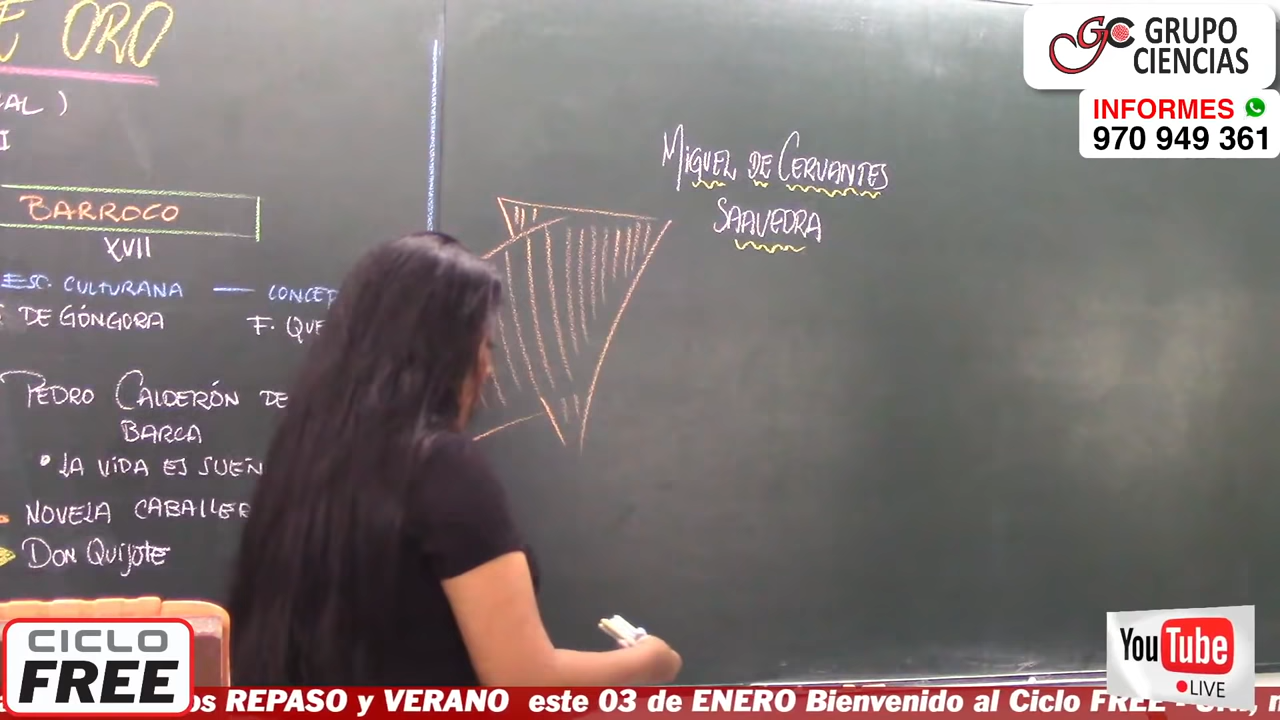 ORO
XVII
BARROCO
ESC. CULTURANA — CONCEP
DE GÓNGORA F. QUE
PEDRO CALDERÓN DE
BARCA
• LA VIDA ES SUEÑ
NOVELA CABALLER
DON QUIJOTE
MIGUEL DE CERVANTES
SAAVEDRA
GRUPO
CIENCIAS
INFORMES
970 949 361
CICLO
FREE
YouTube
LIVE
os REPASO y VERANO este 03 de ENERO Bienvenido al Ciclo FREE